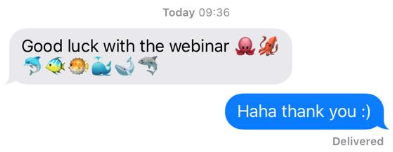 Today 09:36
Good luck with the webinar 🐙🦑
🐬🐠🐡🐳🐋🦈
Haha thank you :)
Delivered